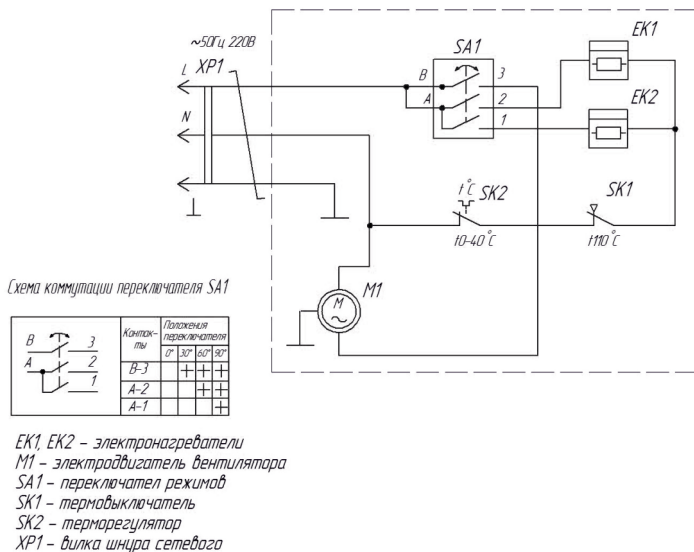 ~50Гц 220В
XP1
L
N
SA1
B
A
3
2
1
EK1
EK2
t°C
SK2
t0-40°C
SK1
t110°C
M
M1
Схема коммутации переключателя SA1
B
A
3
2
1
Контак-
ты
Положения
переключателя
0° 30° 60° 90°
B-3 + + +
A-2 + +
A-1 +
EK1, EK2 - электронагреватели
M1 - электродвигатель вентилятора
SA1 - переключател режимов
SK1 - термовыключатель
SK2 - терморегулятор
XP1 - вилка шнура сетевого